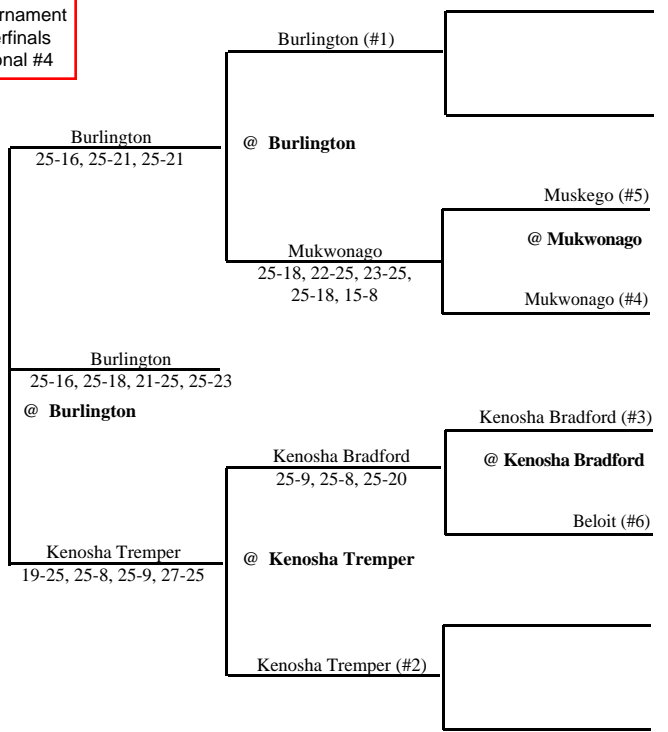 Burlington (#1)
Burlington
25-16, 25-21, 25-21
@ Burlington
Muskego (#5)
@ Mukwonago
Mukwonago
25-18, 22-25, 23-25,
25-18, 15-8
Mukwonago (#4)
Burlington
25-16, 25-18, 21-25, 25-23
@ Burlington
Kenosha Bradford (#3)
Kenosha Bradford
25-9, 25-8, 25-20
@ Kenosha Bradford
Beloit (#6)
Kenosha Tremper
19-25, 25-8, 25-9, 27-25
@ Kenosha Tremper
Kenosha Tremper (#2)
#4